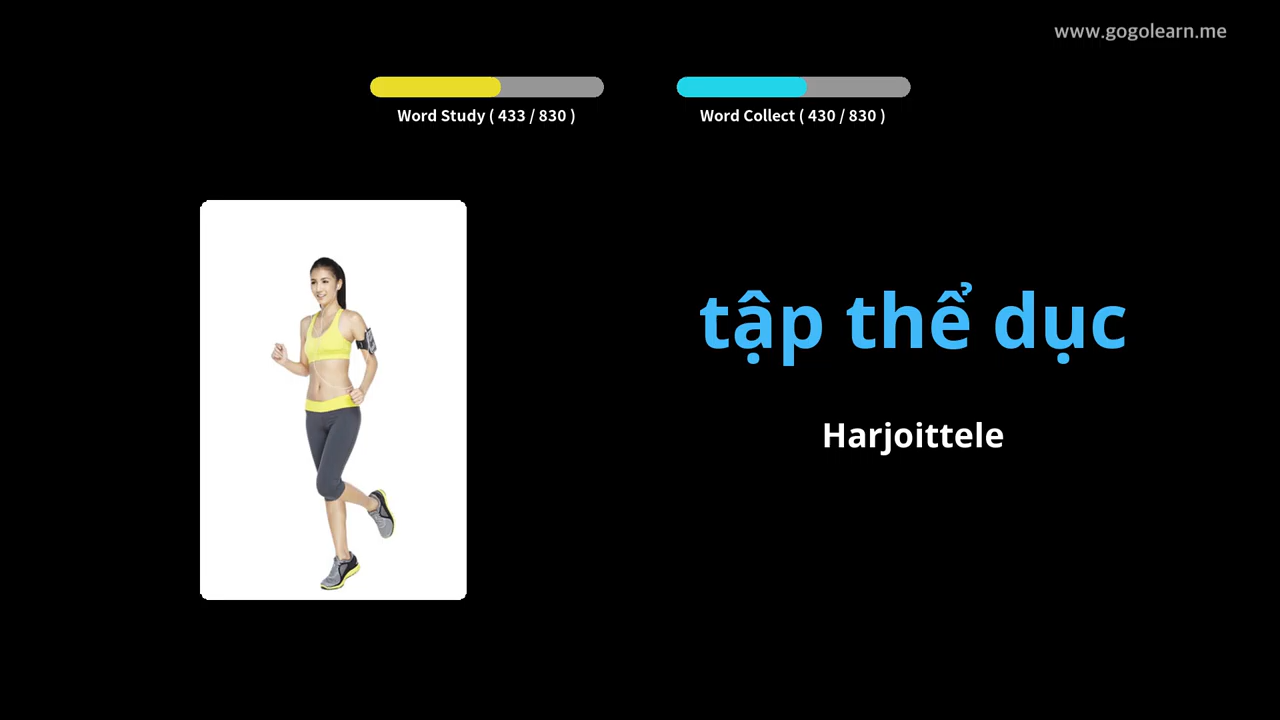 www.gogolearn.me
Word Study ( 433 / 830 )
Word Collect ( 430 / 830 )
tập thể dục
Harjoittele